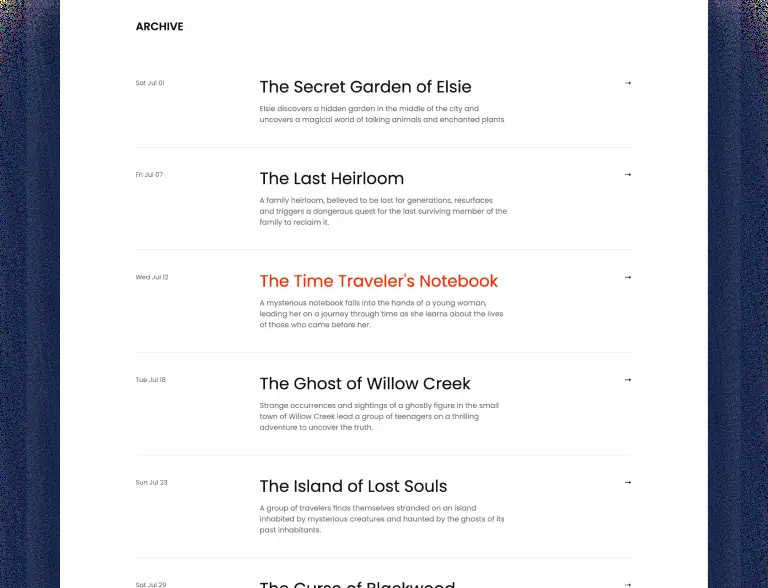 ARCHIVE
Sat Jul 01
The Secret Garden of Elsie
→
Elsie discovers a hidden garden in the middle of the city and
uncovers a magical world of talking animals and enchanted plants
Fri Jul 07
The Last Heirloom
→
A family heirloom, believed to be lost for generations, resurfaces
and triggers a dangerous quest for the last surviving member of the
family to reclaim it.
Wed Jul 12
The Time Traveler's Notebook
→
A mysterious notebook falls into the hands of a young woman,
leading her on a journey through time as she learns about the lives
of those who came before her.
Tue Jul 18
The Ghost of Willow Creek
→
Strange occurrences and sightings of a ghostly figure in the small
town of Willow Creek lead a group of teenagers on a thrilling
adventure to uncover the truth.
Sun Jul 23
The Island of Lost Souls
→
A group of travelers finds themselves stranded on an island
inhabited by mysterious creatures and haunted by the ghosts of its
past inhabitants.
Sat Jul 29
The Curse of Blackwood
→